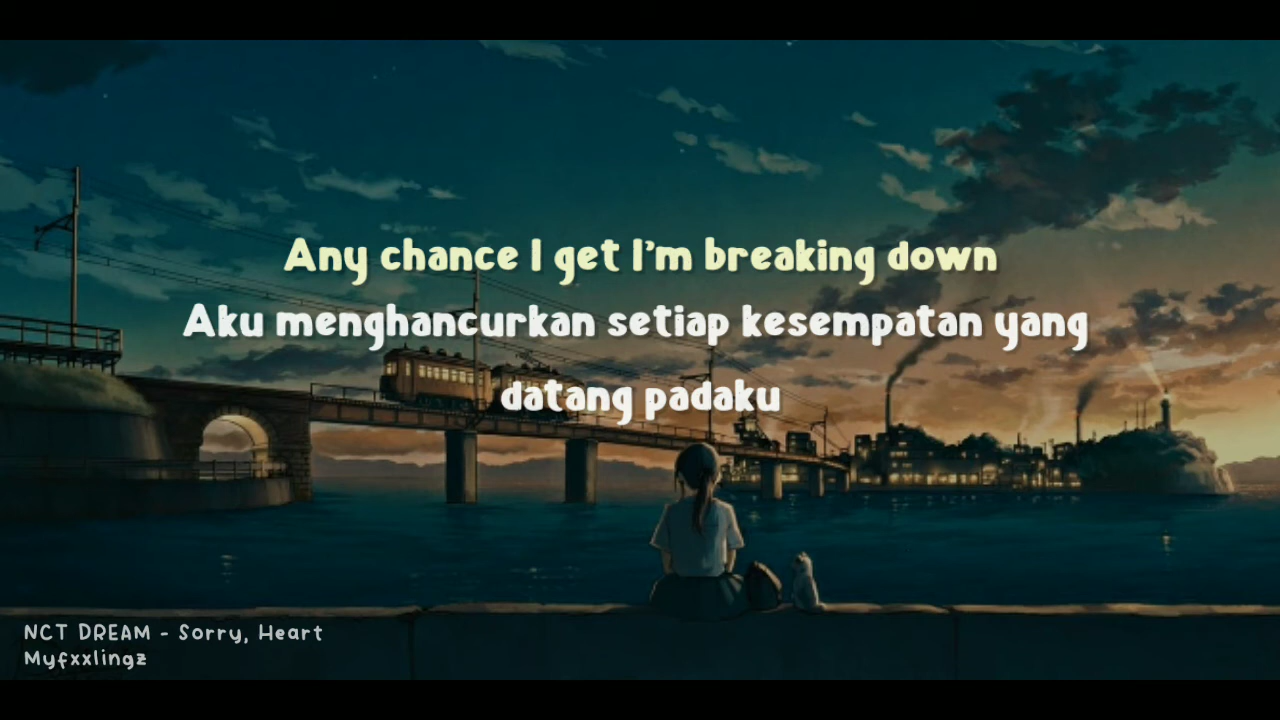 Any chance I get I'm breaking down
Aku menghancurkan setiap kesempatan yang
datang padaku
NCT DREAM - Sorry, Heart
Myfxxlingz